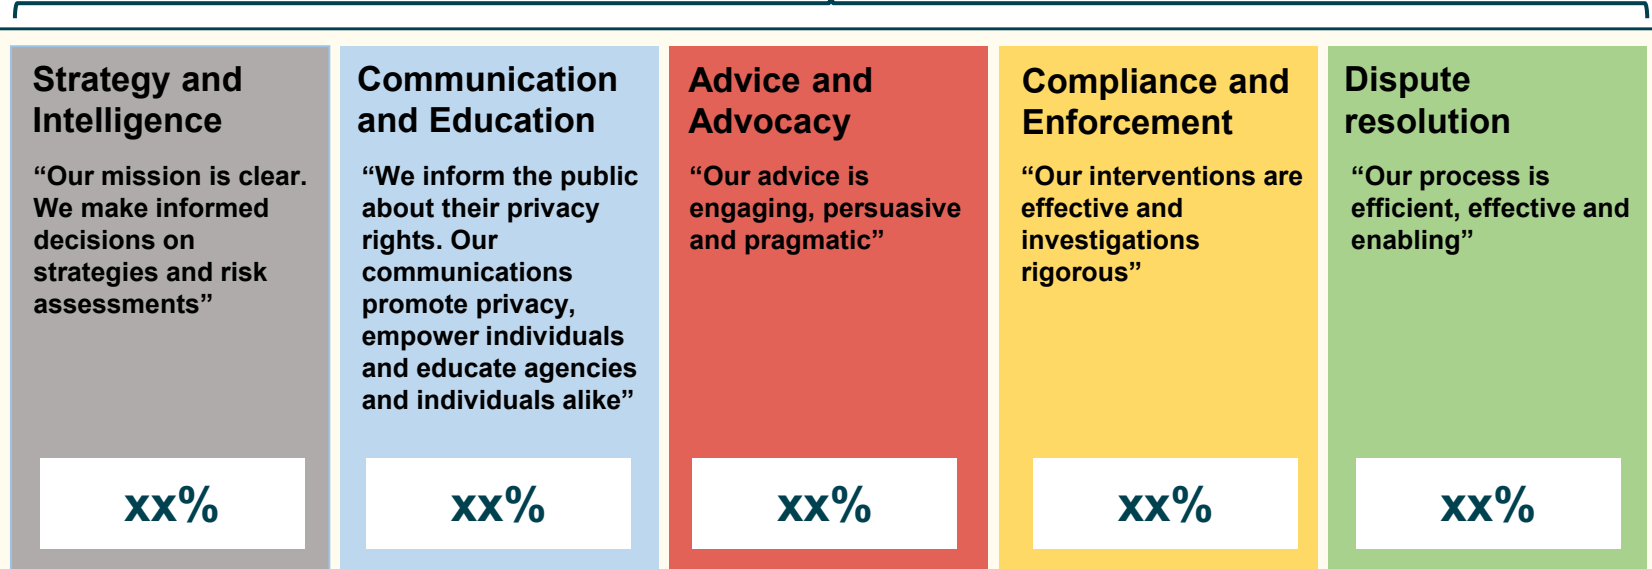 Strategy and
Intelligence
“Our mission is clear.
We make informed
decisions on
strategies and risk
assessments”
xx%
Communication
and Education
“We inform the public
about their privacy
rights. Our
communications
promote privacy,
empower individuals
and educate agencies
and individuals alike”
xx%
Advice and
Advocacy
“Our advice is
engaging, persuasive
and pragmatic”
xx%
Compliance and
Enforcement
“Our interventions are
effective and
investigations
rigorous”
xx%
Dispute
resolution
“Our process is
efficient, effective and
enabling”
xx%